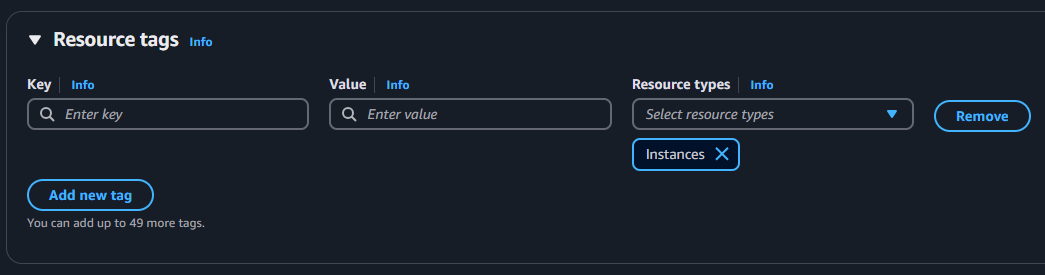 Resource tags Info
Key Info Value Info Resource types Info
Enter key Enter value Select resource types Remove
Instances
Add new tag
You can add up to 49 more tags.